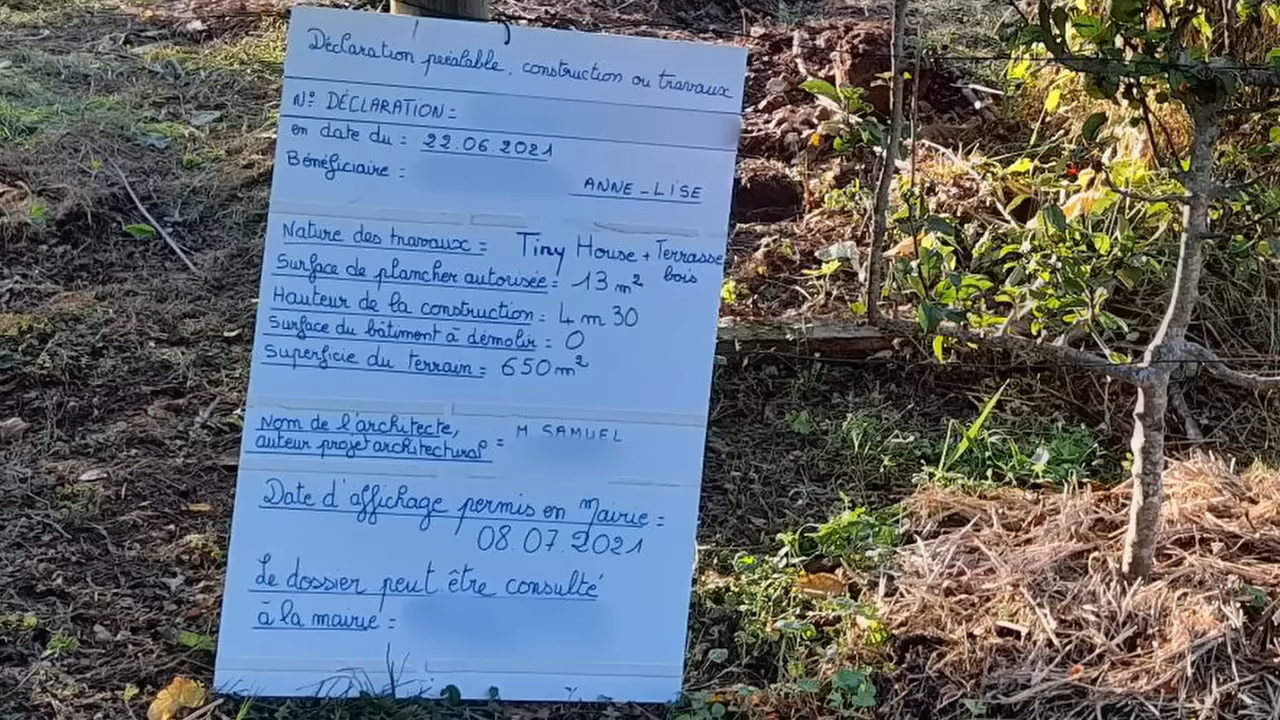 Déclaration préalable, construction ou travaux
N° DÉCLARATION =
en date du = 22.06.2021
Bénéficiaire =
ANNE-LISE
Nature des travaux = Tiny House + Terrasse
bois
Surface de plancher autorisée = 13 m²
Hauteur de la construction = 4 m 30
Surface du bâtiment à démolir = 0
Superficie du terrain = 650 m²
Nom de l'architecte,
auteur projet architectural = M SAMUEL
Date d'affichage permis en Mairie =
08.07.2021
Le dossier peut être consulté
à la mairie =